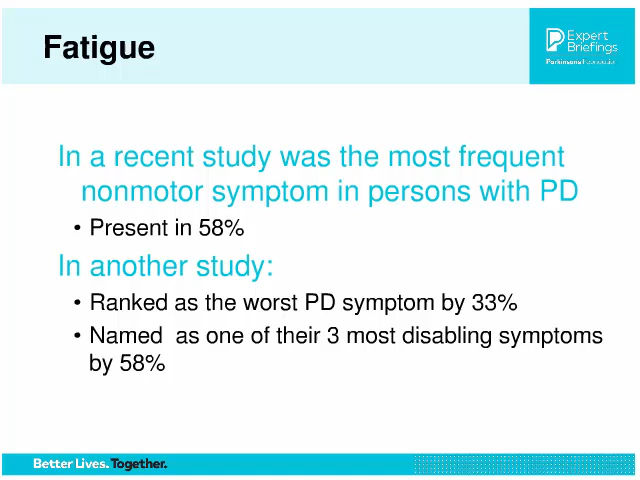 Fatigue
Expert
Briefings
Parkinson's Foundation
In a recent study was the most frequent
nonmotor symptom in persons with PD
• Present in 58%
In another study:
• Ranked as the worst PD symptom by 33%
• Named  as one of their 3 most disabling symptoms
by 58%
Better Lives. Together.